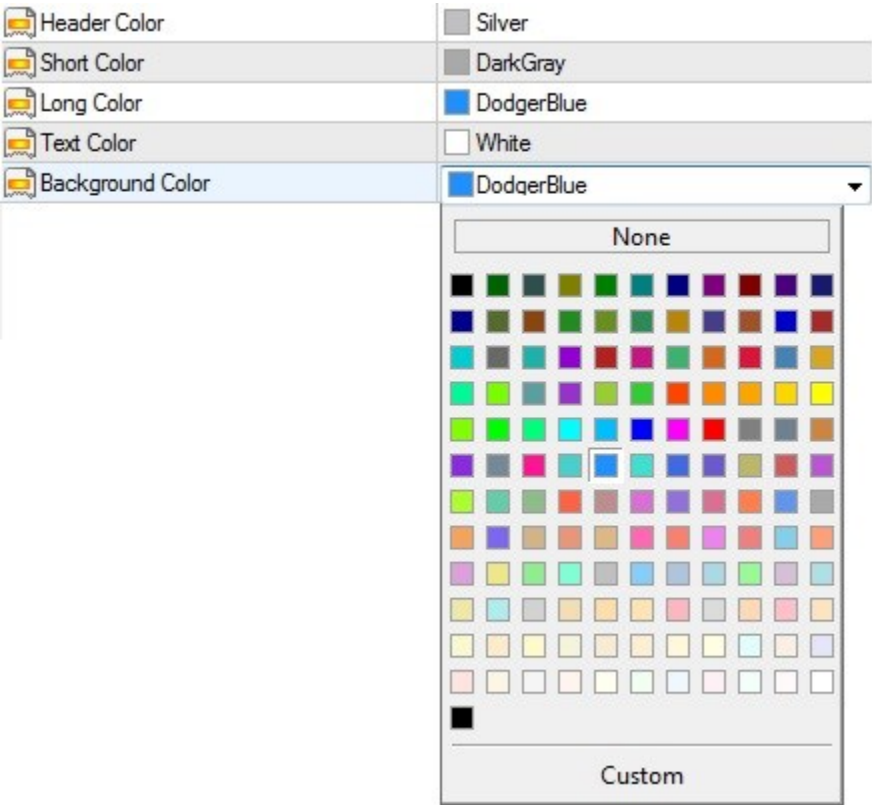 Header Color Silver
Short Color DarkGray
Long Color DodgerBlue
Text Color White
Background Color DodgerBlue
None
Custom